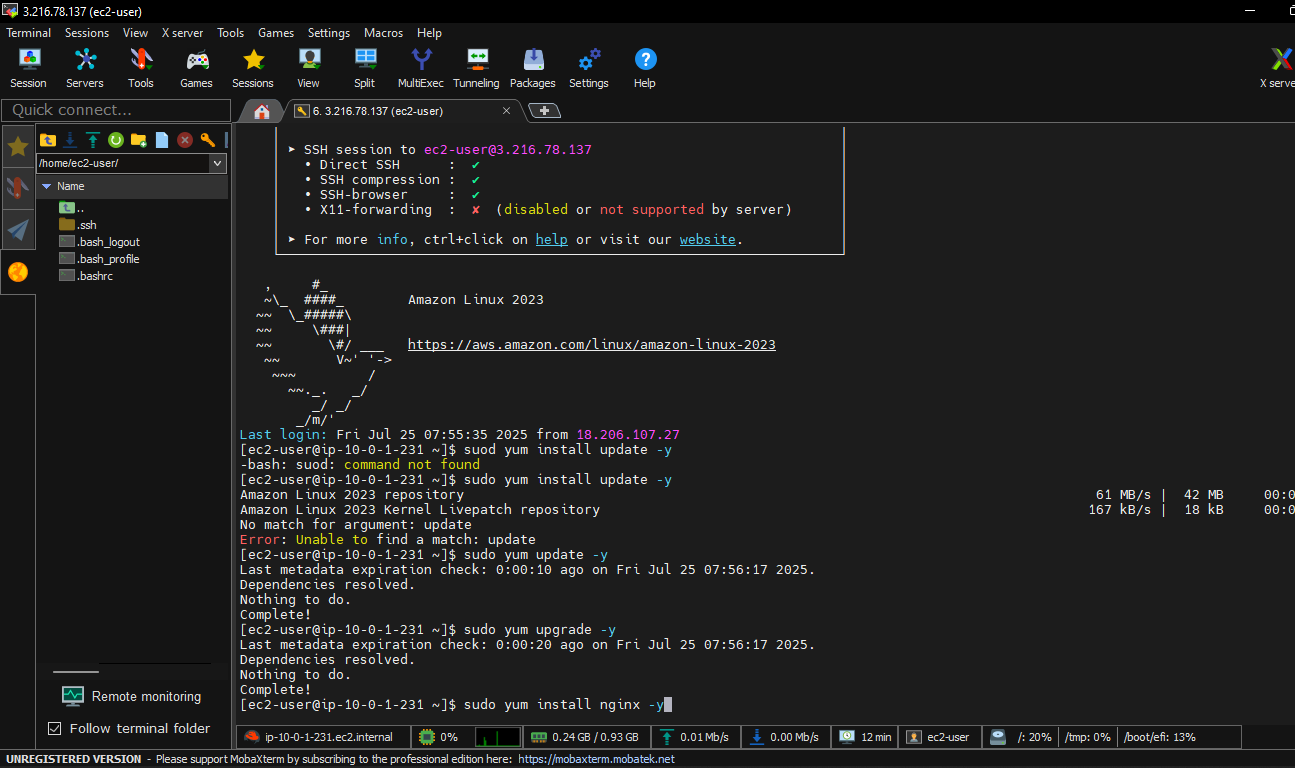 3.216.78.137 (ec2-user)
Terminal Sessions View X server Tools Games Settings Macros Help
Session Servers Tools Games Sessions View Split MultiExec Tunneling Packages Settings Help X serve
Quick connect...
6. 3.216.78.137 (ec2-user)
/home/ec2-user/
Name
..
.ssh
.bash_logout
.bash_profile
.bashrc
Remote monitoring
Follow terminal folder
➤ SSH session to ec2-user@3.216.78.137
• Direct SSH : ✔
• SSH compression : ✔
• SSH-browser : ✔
• X11-forwarding : ✘ (disabled or not supported by server)
➤ For more info, ctrl+click on help or visit our website.
   ,     #_
   ~\_  ####_        Amazon Linux 2023
  ~~  \_#####\
  ~~     \###|
  ~~       \#/ ___   https://aws.amazon.com/linux/amazon-linux-2023
   ~~       V~' '->
    ~~~         /
      ~~._.   _/
         _/ _/
       _/m/'
Last login: Fri Jul 25 07:55:35 2025 from 18.206.107.27
[ec2-user@ip-10-0-1-231 ~]$ suod yum install update -y
-bash: suod: command not found
[ec2-user@ip-10-0-1-231 ~]$ sudo yum install update -y
Amazon Linux 2023 repository 61 MB/s | 42 MB 00:0
Amazon Linux 2023 Kernel Livepatch repository 167 kB/s | 18 kB 00:0
No match for argument: update
Error: Unable to find a match: update
[ec2-user@ip-10-0-1-231 ~]$ sudo yum update -y
Last metadata expiration check: 0:00:10 ago on Fri Jul 25 07:56:17 2025.
Dependencies resolved.
Nothing to do.
Complete!
[ec2-user@ip-10-0-1-231 ~]$ sudo yum upgrade -y
Last metadata expiration check: 0:00:20 ago on Fri Jul 25 07:56:17 2025.
Dependencies resolved.
Nothing to do.
Complete!
[ec2-user@ip-10-0-1-231 ~]$ sudo yum install nginx -y
ip-10-0-1-231.ec2.internal 0% 0.24 GB / 0.93 GB 0.01 Mb/s 0.00 Mb/s 12 min ec2-user /: 20% /tmp: 0% /boot/efi: 13%
UNREGISTERED VERSION - Please support MobaXterm by subscribing to the professional edition here: https://mobaxterm.mobatek.net